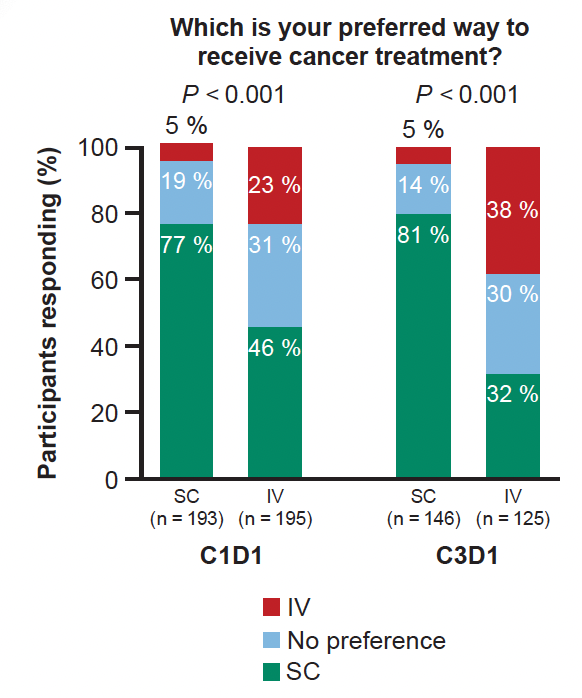 Which is your preferred way to
receive cancer treatment?
P < 0.001
P < 0.001
5 %
5 %
Participants responding (%)
100
80
60
40
20
0
19 %
77 %
23 %
31 %
46 %
14 %
81 %
38 %
30 %
32 %
SC
(n = 193)
IV
(n = 195)
SC
(n = 146)
IV
(n = 125)
C1D1
C3D1
IV
No preference
SC